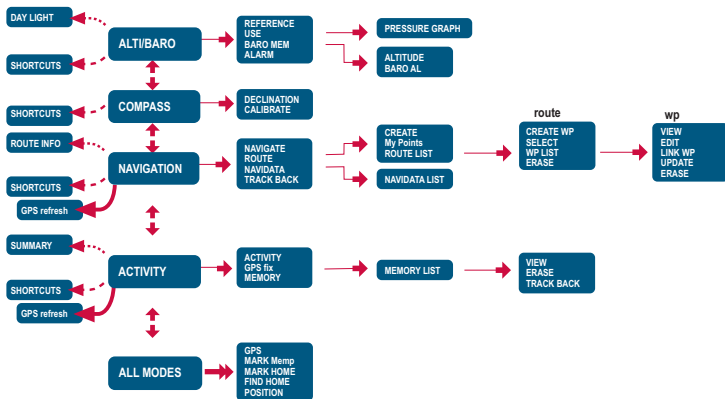 DAY LIGHT
ALTI/BARO
SHORTCUTS
REFERENCE
USE
BARO MEM
ALARM
PRESSURE GRAPH
ALTITUDE
BARO AL
SHORTCUTS
COMPASS
DECLINATION
CALIBRATE
ROUTE INFO
NAVIGATION
SHORTCUTS
GPS refresh
NAVIGATE
ROUTE
NAVIDATA
TRACK BACK
CREATE
My Points
ROUTE LIST
NAVIDATA LIST
route
CREATE WP
SELECT
WP LIST
ERASE
wp
VIEW
EDIT
LINK WP
UPDATE
ERASE
SUMMARY
ACTIVITY
SHORTCUTS
GPS refresh
ACTIVITY
GPS fix
MEMORY
MEMORY LIST
VIEW
ERASE
TRACK BACK
ALL MODES
GPS
MARK Memp
MARK HOME
FIND HOME
POSITION